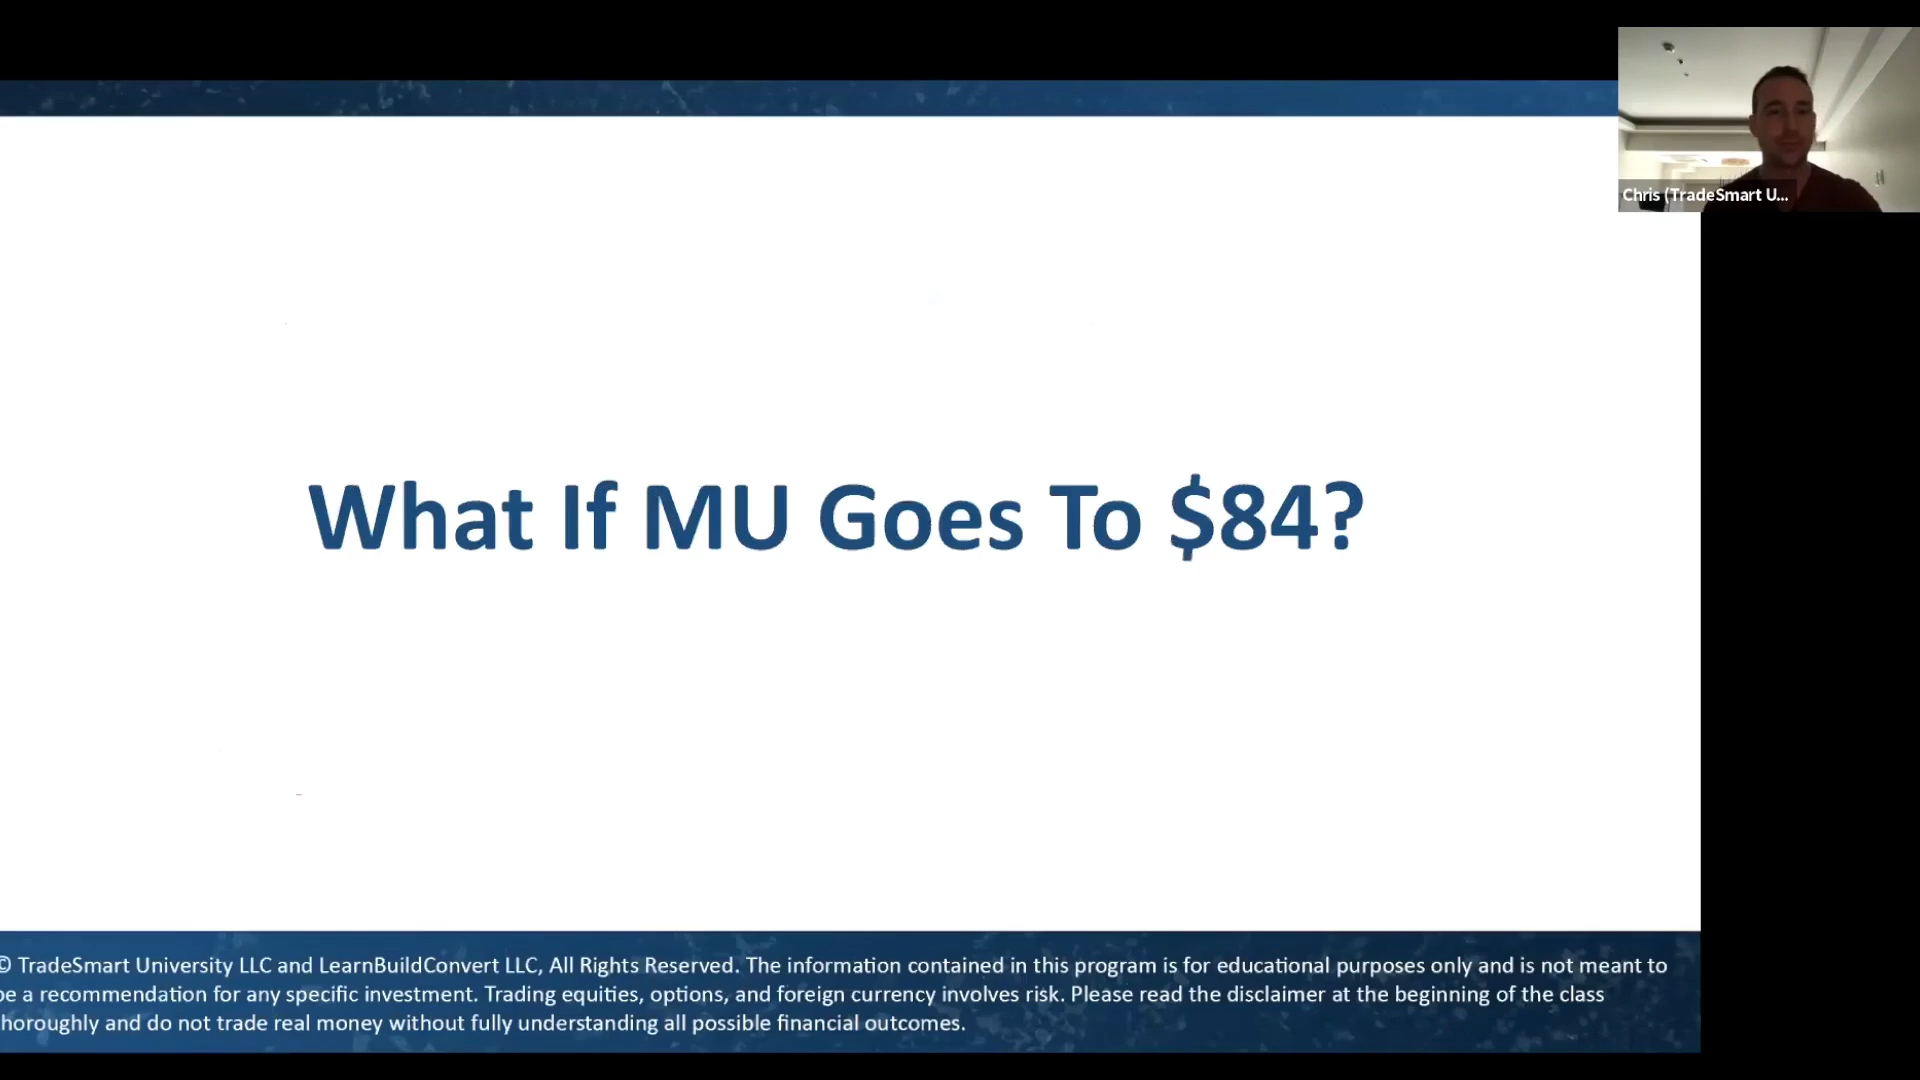 Chris (TradeSmart U...
What If MU Goes To $84?
© TradeSmart University LLC and LearnBuildConvert LLC, All Rights Reserved. The information contained in this program is for educational purposes only and is not meant to
be a recommendation for any specific investment. Trading equities, options, and foreign currency involves risk. Please read the disclaimer at the beginning of the class
horoughly and do not trade real money without fully understanding all possible financial outcomes.